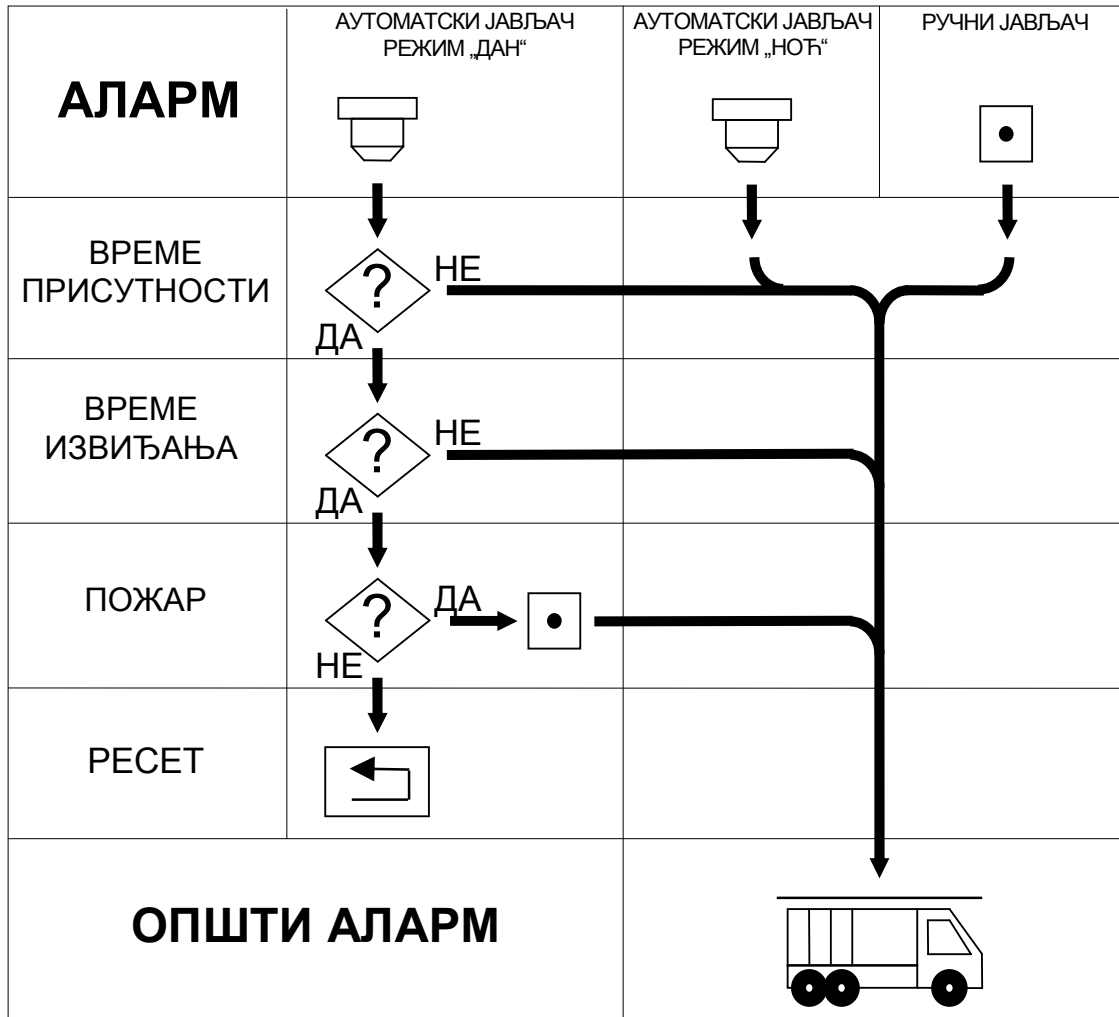 АУТОМАТСКИ ЈАВЉАЧ
РЕЖИМ „ДАН“
АУТОМАТСКИ ЈАВЉАЧ
РЕЖИМ „НОЋ“
РУЧНИ ЈАВЉАЧ
АЛАРМ
ВРЕМЕ
ПРИСУТНОСТИ
?
НЕ
ДА
ВРЕМЕ
ИЗВИЂАЊА
?
НЕ
ДА
ПОЖАР
?
ДА
НЕ
РЕСЕТ
ОПШТИ АЛАРМ